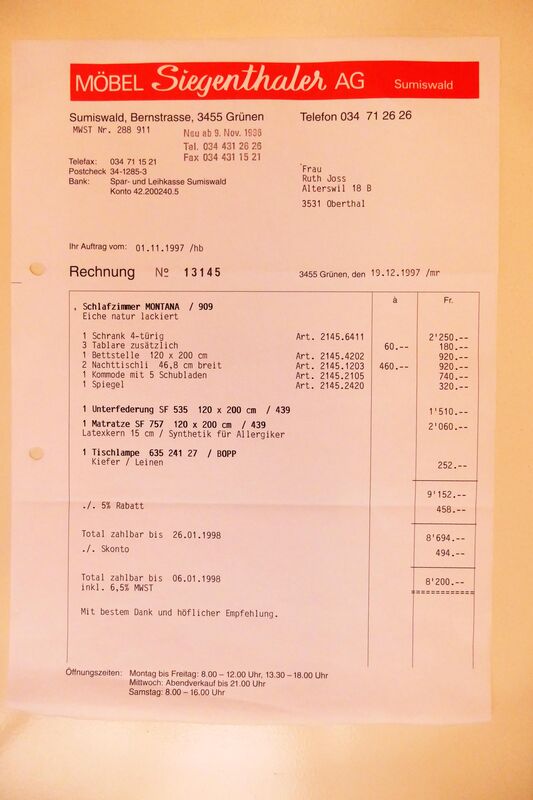 MÖBEL Siegenthaler AG Sumiswald
Sumiswald, Bernstrasse, 3455 Grünen Telefon 034 71 26 26
MWST Nr. 288 911
Neu ab 9. Nov. 1996
Tel. 034 431 26 26
Fax 034 431 15 21
Telefax: 034 71 15 21
Postcheck 34-1285-3
Bank: Spar- und Leihkasse Sumiswald
Konto 42.200240.5
Frau
Ruth Joss
Alterswil 18 B
3531 Oberthal
Ihr Auftrag vom: 01.11.1997 /hb
Rechnung No 13145 3455 Grünen, den 19.12.1997 /mr
à Fr.
Schlafzimmer MONTANA / 909
Eiche natur lackiert
1 Schrank 4-türig Art. 2145.6411 2'250.--
3 Tablare zusätzlich 60.-- 180.--
1 Bettstelle 120 x 200 cm Art. 2145.4202 920.--
2 Nachttischli 46,8 cm breit Art. 2145.1203 460.-- 920.--
1 Kommode mit 5 Schubladen Art. 2145.2105 740.--
1 Spiegel Art. 2145.2420 320.--
1 Unterfederung SF 535 120 x 200 cm / 439 1'510.--
1 Matratze SF 757 120 x 200 cm / 439 2'060.--
Latexkern 15 cm / Synthetik für Allergiker
1 Tischlampe 635 241 27 / BOPP
Kiefer / Leinen 252.--
9'152.--
./. 5% Rabatt 458.--
Total zahlbar bis 26.01.1998 8'694.--
./. Skonto 494.--
Total zahlbar bis 06.01.1998 8'200.--
inkl. 6,5% MWST
Mit bestem Dank und höflicher Empfehlung.
Öffnungszeiten: Montag bis Freitag: 8.00 – 12.00 Uhr, 13.30 - 18.00 Uhr
Mittwoch: Abendverkauf bis 21.00 Uhr
Samstag: 8.00 – 16.00 Uhr